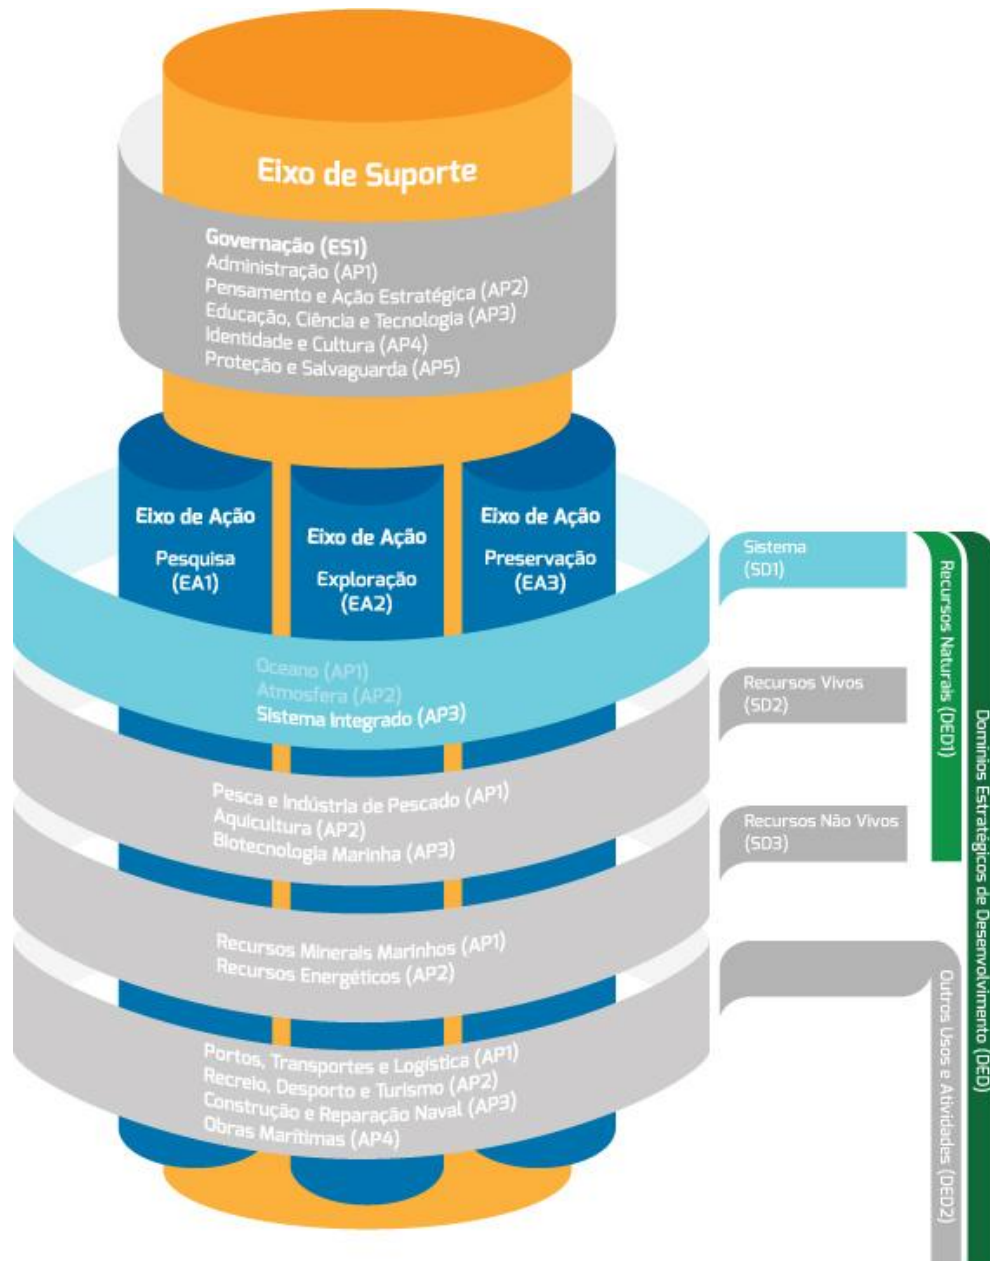 Eixo de Suporte
Governação (ES1)
Administração (AP1)
Pensamento e Ação Estratégica (AP2)
Educação, Ciência e Tecnologia (AP3)
Identidade e Cultura (AP4)
Proteção e Salvaguarda (AP5)
Eixo de Ação
Pesquisa
(EA1)
Eixo de Ação
Exploração
(EA2)
Eixo de Ação
Preservação
(EA3)
Oceano (AP1)
Atmosfera (AP2)
Sistema Integrado (AP3)
Sistema
(SD1)
Pesca e Indústria de Pescado (AP1)
Aquicultura (AP2)
Biotecnologia Marinha (AP3)
Recursos Vivos
(SD2)
Recursos Minerais Marinhos (AP1)
Recursos Energéticos (AP2)
Recursos Não Vivos
(SD3)
Portos, Transportes e Logística (AP1)
Recreio, Desporto e Turismo (AP2)
Construção e Reparação Naval (AP3)
Obras Marítimas (AP4)
Recursos Naturais (DED1)
Outros Usos e Atividades (DED2)
Domínios Estratégicos de Desenvolvimento (DED)